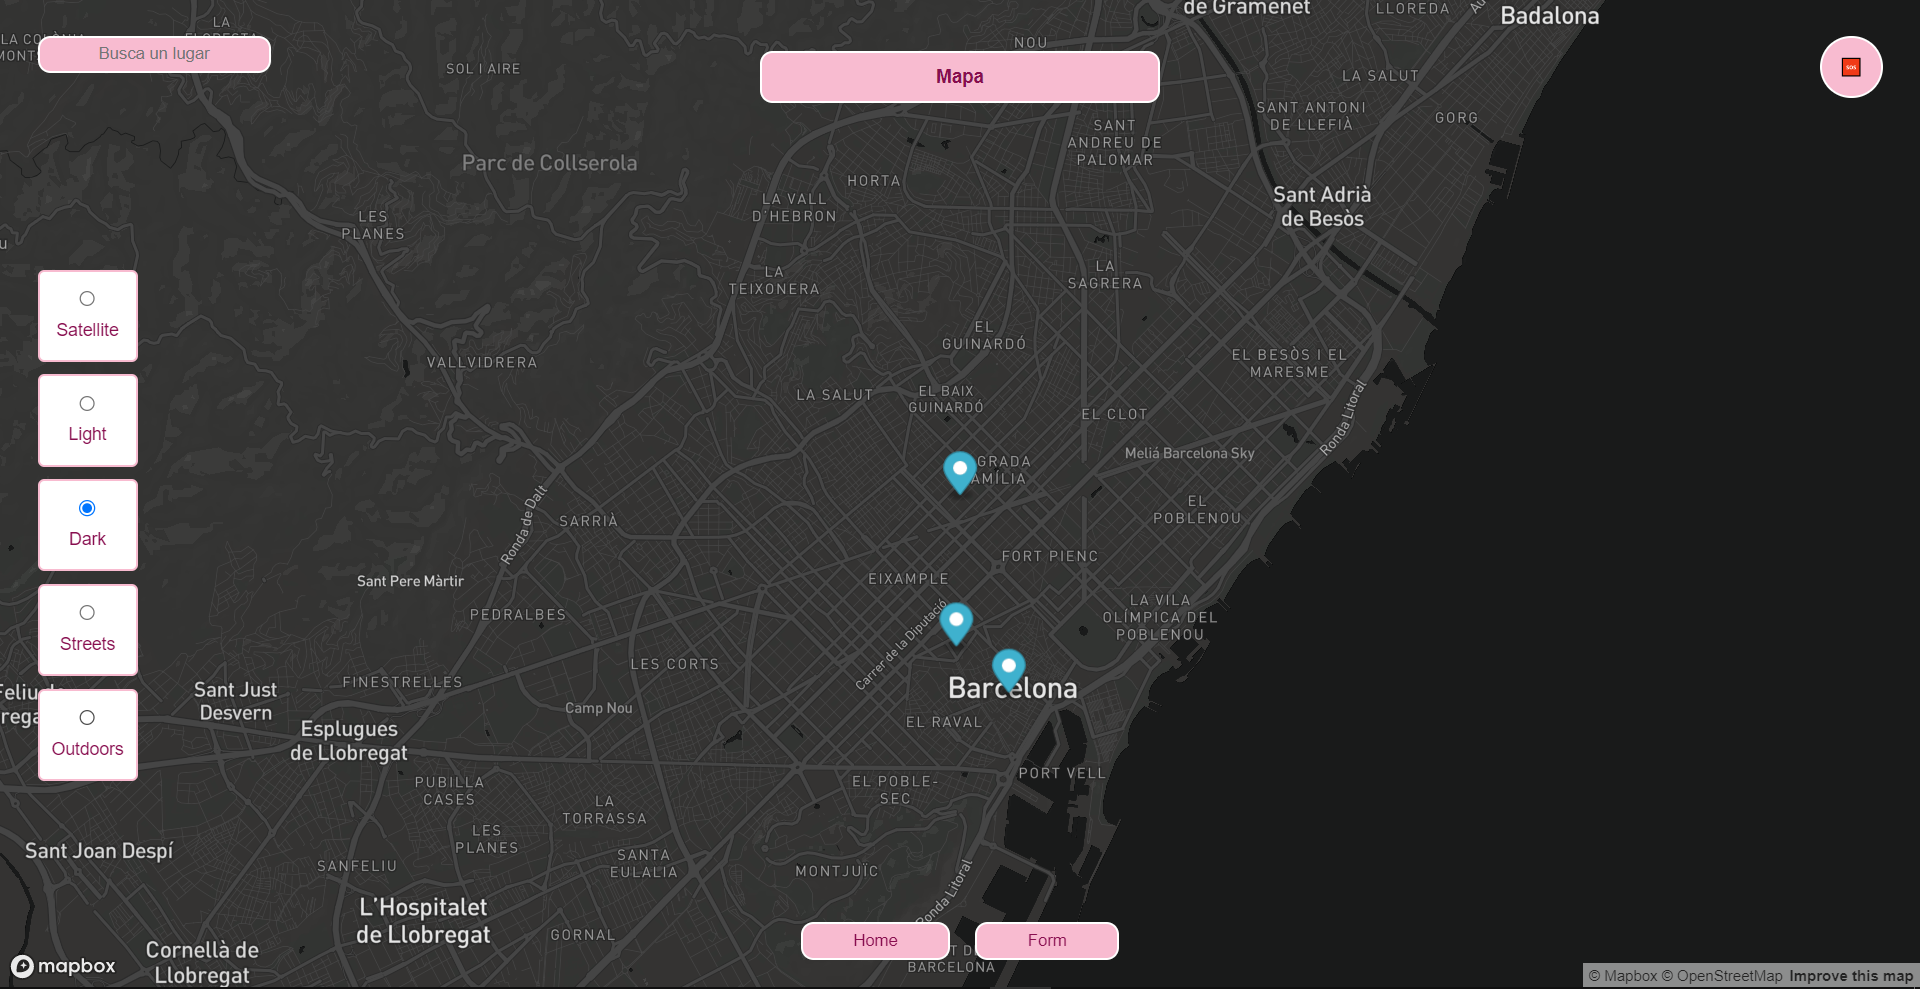 de Gramenet
LLOREDA
Badalona
LA
NOU
Busca un lugar
SOL I AIRE
Mapa
SOS
LA SALUT
SANT ANTONI
DE LLEFIÀ
GORG
SANT
ANDREU DE
PALOMAR
Parc de Collserola
HORTA
LA VALL
D'HEBRON
Sant Adrià
de Besòs
LES
PLANES
LA
TEIXONERA
LA
SAGRERA
Satellite
EL
GUINARDÓ
VALLVIDRERA
EL BESÒS I EL
MARESME
LA SALUT
EL BAIX
GUINARDÓ
EL CLOT
Ronda Litoral
Light
Meliá Barcelona Sky
GRADA
AMÍLIA
Dark
Ronda de Dalt
SARRIÀ
EL
POBLENOU
FORT PIENC
EIXAMPLE
Sant Pere Màrtir
PEDRALBES
Carrer de la Diputació
LA VILA
OLÍMPICA DEL
POBLENOU
Streets
LES CORTS
FINESTRELLES
Sant Just
Desvern
Barcelona
Camp Nou
EL RAVAL
Esplugues
de Llobregat
Outdoors
PORT VELL
PUBILLA
CASES
EL POBLE-
SEC
LA
TORRASSA
LES
PLANES
Sant Joan Despí
SANFELIU
SANTA
EULALIA
MONTJUÏC
Ronda Litoral
L'Hospitalet
de Llobregat
GORNAL
Home
Form
Cornellà de
Llobregat
BARCELONA
mapbox
© Mapbox © OpenStreetMap Improve this map